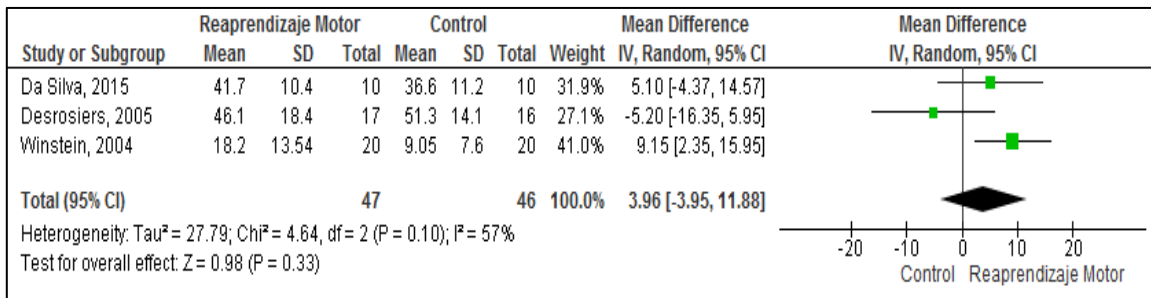 Reaprendizaje Motor Control Mean Difference Mean Difference
Study or Subgroup Mean SD Total Mean SD Total Weight IV, Random, 95% CI IV, Random, 95% CI
Da Silva, 2015 41.7 10.4 10 36.6 11.2 10 31.9% 5.10 [-4.37, 14.57]
Desrosiers, 2005 46.1 18.4 17 51.3 14.1 16 27.1% -5.20 [-16.35, 5.95]
Winstein, 2004 18.2 13.54 20 9.05 7.6 20 41.0% 9.15 [2.35, 15.95]
Total (95% CI) 47 46 100.0% 3.96 [-3.95, 11.88]
Heterogeneity: Tau² = 27.79; Chi² = 4.64, df = 2 (P = 0.10); I² = 57%
Test for overall effect: Z = 0.98 (P = 0.33)
-20 -10 0 10 20
Control Reaprendizaje Motor